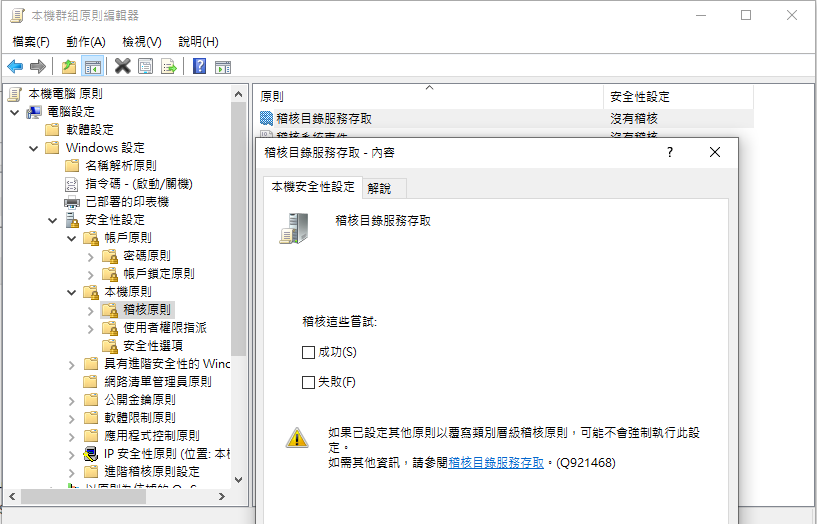 本機群組原則編輯器
檔案(F) 動作(A) 檢視(V) 說明(H)
本機電腦 原則
電腦設定
軟體設定
Windows 設定
名稱解析原則
指令碼 - (啟動/關機)
已部署的印表機
安全性設定
帳戶原則
密碼原則
帳戶鎖定原則
本機原則
稽核原則
使用者權限指派
安全性選項
具有進階安全性的 Winc
網路清單管理員原則
公開金鑰原則
軟體限制原則
應用程式控制原則
IP 安全性原則 (位置: 本機
進階稽核原則設定
以原則為依據的 QoS
原則 安全性設定
稽核目錄服務存取 沒有稽核
稽核系統事件 沒有稽核
稽核目錄服務存取 - 內容
本機安全性設定 解說
稽核目錄服務存取
稽核這些嘗試:
成功(S)
失敗(F)
如果已設定其他原則以覆寫類別層級稽核原則，可能不會強制執行此設
定。
如需其他資訊，請參閱稽核目錄服務存取。(Q921468)